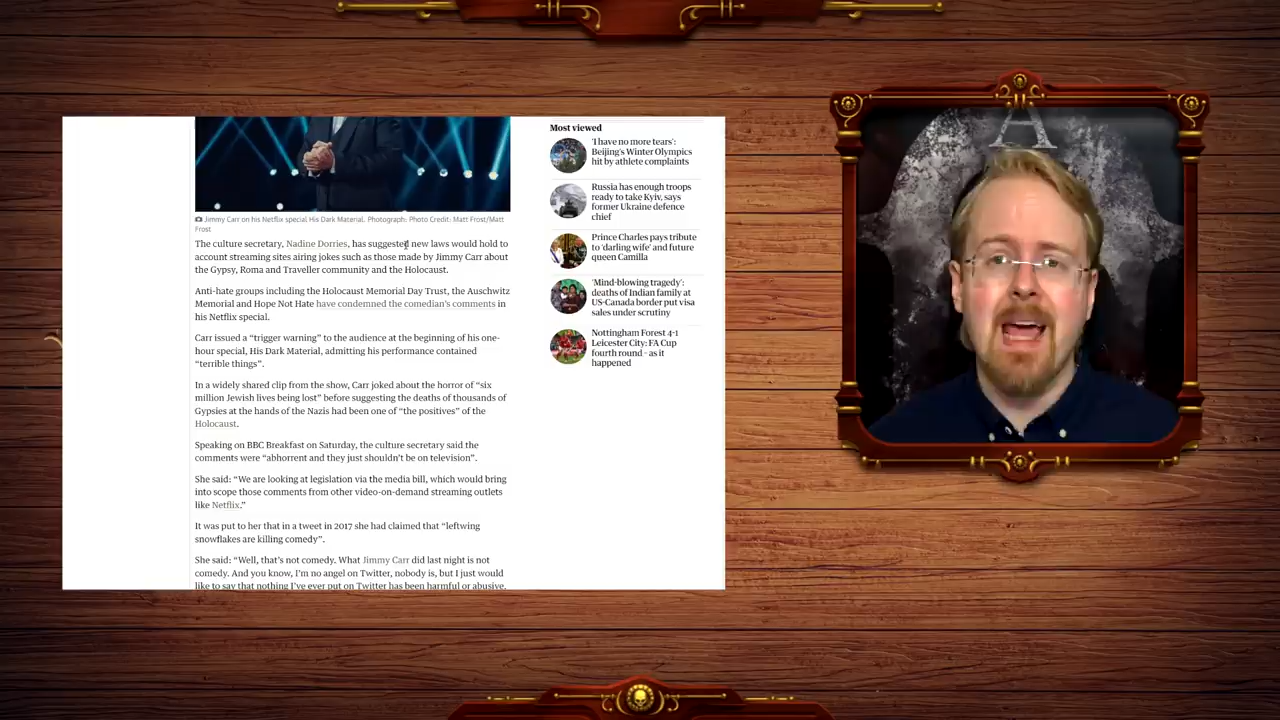 Jimmy Carr on his Netflix special His Dark Material. Photograph: Photo Credit: Matt Frost/Matt
Frost
The culture secretary, Nadine Dorries, has suggested new laws would hold to
account streaming sites airing jokes such as those made by Jimmy Carr about
the Gypsy, Roma and Traveller community and the Holocaust.
Anti-hate groups including the Holocaust Memorial Day Trust, the Auschwitz
Memorial and Hope Not Hate have condemned the comedian's comments in
his Netflix special.
Carr issued a “trigger warning” to the audience at the beginning of his one-
hour special, His Dark Material, admitting his performance contained
“terrible things”.
In a widely shared clip from the show, Carr joked about the horror of “six
million Jewish lives being lost” before suggesting the deaths of thousands of
Gypsies at the hands of the Nazis had been one of “the positives” of the
Holocaust.
Speaking on BBC Breakfast on Saturday, the culture secretary said the
comments were “abhorrent and they just shouldn't be on television”.
She said: “We are looking at legislation via the media bill, which would bring
into scope those comments from other video-on-demand streaming outlets
like Netflix.”
It was put to her that in a tweet in 2017 she had claimed that “leftwing
snowflakes are killing comedy”.
She said: “Well, that's not comedy. What Jimmy Carr did last night is not
comedy. And you know, I'm no angel on Twitter, nobody is, but I just would
like to say that nothing I've ever put on Twitter has been harmful or abusive.
Most viewed
'I have no more tears':
Beijing's Winter Olympics
hit by athlete complaints
Russia has enough troops
ready to take Kyiv, says
former Ukraine defence
chief
Prince Charles pays tribute
to 'darling wife' and future
queen Camilla
'Mind-blowing tragedy':
deaths of Indian family at
US-Canada border put visa
sales under scrutiny
Nottingham Forest 4-1
Leicester City: FA Cup
fourth round – as it
happened
A